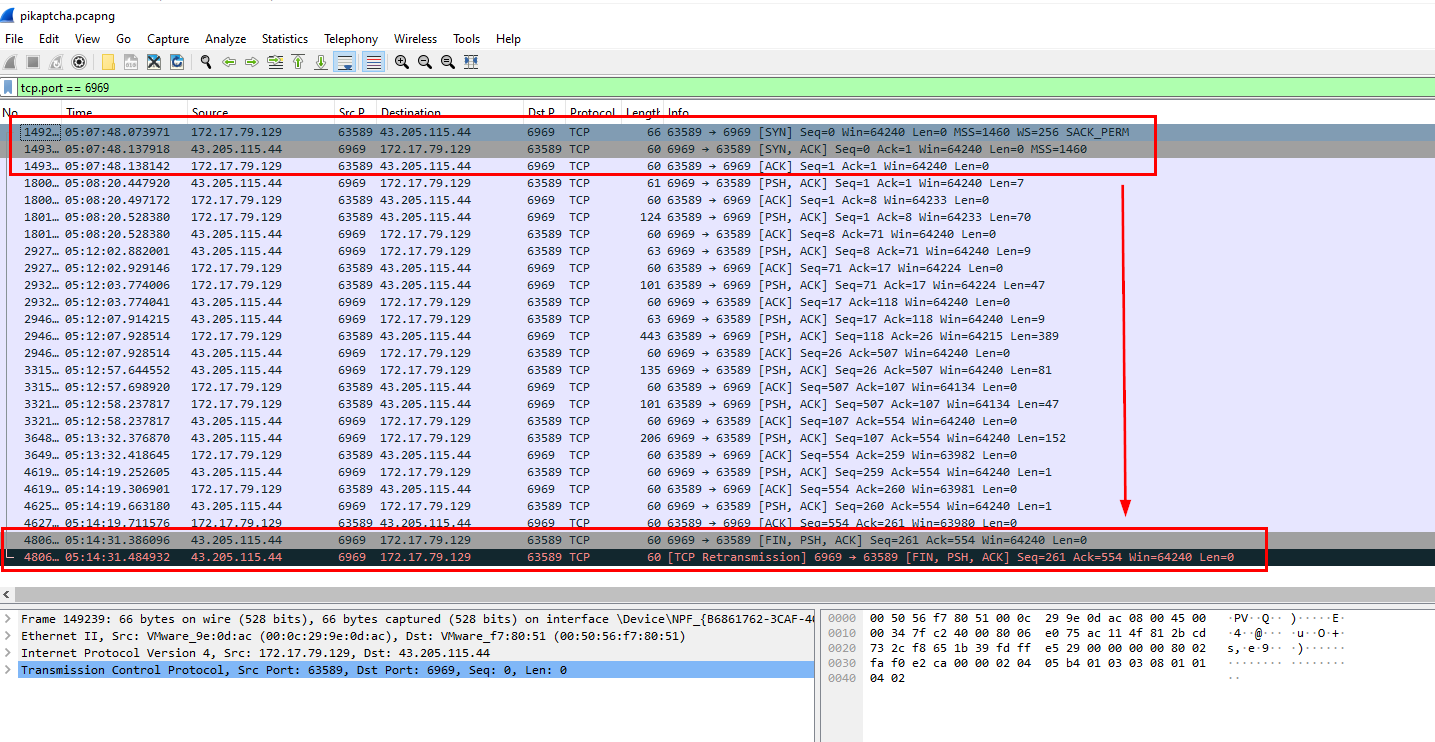 pikaptcha.pcapng
File Edit View Go Capture Analyze Statistics Telephony Wireless Tools Help
tcp.port == 6969
No. Time Source Src P Destination Dst P Protocol Length Info
1492… 05:07:48.073971 172.17.79.129 63589 43.205.115.44 6969 TCP 66 63589 → 6969 [SYN] Seq=0 Win=64240 Len=0 MSS=1460 WS=256 SACK_PERM
1493… 05:07:48.137918 43.205.115.44 6969 172.17.79.129 63589 TCP 60 6969 → 63589 [SYN, ACK] Seq=0 Ack=1 Win=64240 Len=0 MSS=1460
1493… 05:07:48.138142 172.17.79.129 63589 43.205.115.44 6969 TCP 60 63589 → 6969 [ACK] Seq=1 Ack=1 Win=64240 Len=0
1800… 05:08:20.447920 43.205.115.44 6969 172.17.79.129 63589 TCP 61 6969 → 63589 [PSH, ACK] Seq=1 Ack=1 Win=64240 Len=7
1800… 05:08:20.497172 172.17.79.129 63589 43.205.115.44 6969 TCP 60 63589 → 6969 [ACK] Seq=1 Ack=8 Win=64233 Len=0
1801… 05:08:20.528380 172.17.79.129 63589 43.205.115.44 6969 TCP 124 63589 → 6969 [PSH, ACK] Seq=1 Ack=8 Win=64233 Len=70
1801… 05:08:20.528380 43.205.115.44 6969 172.17.79.129 63589 TCP 60 6969 → 63589 [ACK] Seq=8 Ack=71 Win=64240 Len=0
2927… 05:12:02.882001 43.205.115.44 6969 172.17.79.129 63589 TCP 63 6969 → 63589 [PSH, ACK] Seq=8 Ack=71 Win=64240 Len=9
2927… 05:12:02.929146 172.17.79.129 63589 43.205.115.44 6969 TCP 60 63589 → 6969 [ACK] Seq=71 Ack=17 Win=64224 Len=0
2932… 05:12:03.774006 172.17.79.129 63589 43.205.115.44 6969 TCP 101 63589 → 6969 [PSH, ACK] Seq=71 Ack=17 Win=64224 Len=47
2932… 05:12:03.774041 43.205.115.44 6969 172.17.79.129 63589 TCP 60 6969 → 63589 [ACK] Seq=17 Ack=118 Win=64240 Len=0
2946… 05:12:07.914215 43.205.115.44 6969 172.17.79.129 63589 TCP 63 6969 → 63589 [PSH, ACK] Seq=17 Ack=118 Win=64240 Len=9
2946… 05:12:07.928514 172.17.79.129 63589 43.205.115.44 6969 TCP 443 63589 → 6969 [PSH, ACK] Seq=118 Ack=26 Win=64215 Len=389
2946… 05:12:07.928514 43.205.115.44 6969 172.17.79.129 63589 TCP 60 6969 → 63589 [ACK] Seq=26 Ack=507 Win=64240 Len=0
3315… 05:12:57.644552 43.205.115.44 6969 172.17.79.129 63589 TCP 135 6969 → 63589 [PSH, ACK] Seq=26 Ack=507 Win=64240 Len=81
3315… 05:12:57.698920 172.17.79.129 63589 43.205.115.44 6969 TCP 60 63589 → 6969 [ACK] Seq=507 Ack=107 Win=64134 Len=0
3321… 05:12:58.237817 172.17.79.129 63589 43.205.115.44 6969 TCP 101 63589 → 6969 [PSH, ACK] Seq=507 Ack=107 Win=64134 Len=47
3321… 05:12:58.237817 43.205.115.44 6969 172.17.79.129 63589 TCP 60 6969 → 63589 [ACK] Seq=107 Ack=554 Win=64240 Len=0
3648… 05:13:32.376870 43.205.115.44 6969 172.17.79.129 63589 TCP 206 6969 → 63589 [PSH, ACK] Seq=107 Ack=554 Win=64240 Len=152
3649… 05:13:32.418645 172.17.79.129 63589 43.205.115.44 6969 TCP 60 63589 → 6969 [ACK] Seq=554 Ack=259 Win=63982 Len=0
4619… 05:14:19.252605 43.205.115.44 6969 172.17.79.129 63589 TCP 60 6969 → 63589 [PSH, ACK] Seq=259 Ack=554 Win=64240 Len=1
4619… 05:14:19.306901 172.17.79.129 63589 43.205.115.44 6969 TCP 60 63589 → 6969 [ACK] Seq=554 Ack=260 Win=63981 Len=0
4625… 05:14:19.663180 43.205.115.44 6969 172.17.79.129 63589 TCP 60 6969 → 63589 [PSH, ACK] Seq=260 Ack=554 Win=64240 Len=1
4627… 05:14:19.711576 172.17.79.129 63589 43.205.115.44 6969 TCP 60 63589 → 6969 [ACK] Seq=554 Ack=261 Win=63980 Len=0
4806… 05:14:31.386096 43.205.115.44 6969 172.17.79.129 63589 TCP 60 6969 → 63589 [FIN, PSH, ACK] Seq=261 Ack=554 Win=64240 Len=0
4806… 05:14:31.484932 43.205.115.44 6969 172.17.79.129 63589 TCP 60 [TCP Retransmission] 6969 → 63589 [FIN, PSH, ACK] Seq=261 Ack=554 Win=64240 Len=0
Frame 149239: 66 bytes on wire (528 bits), 66 bytes captured (528 bits) on interface \Device\NPF_{B6861762-3CAF-4
Ethernet II, Src: VMware_9e:0d:ac (00:0c:29:9e:0d:ac), Dst: VMware_f7:80:51 (00:50:56:f7:80:51)
Internet Protocol Version 4, Src: 172.17.79.129, Dst: 43.205.115.44
Transmission Control Protocol, Src Port: 63589, Dst Port: 6969, Seq: 0, Len: 0
0000 00 50 56 f7 80 51 00 0c 29 9e 0d ac 08 00 45 00 ·PV··Q·· )·····E·
0010 00 34 7f c2 40 00 80 06 e0 75 ac 11 4f 81 2b cd ·4··@··· ·u··O·+·
0020 73 2c f8 65 1b 39 fd ff e5 29 00 00 00 00 80 02 s,·e·9·· ·)······
0030 fa f0 e2 ca 00 00 02 04 05 b4 01 03 03 08 01 01 ········ ········
0040 04 02 ··